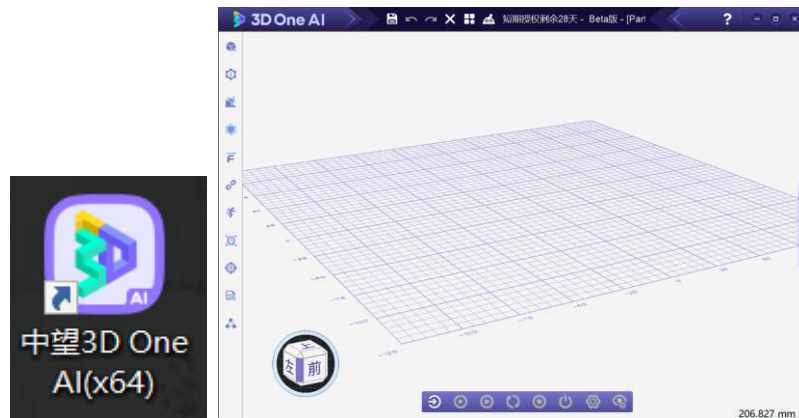 AI
中望3D One
AI(x64)
3D One AI
短期授权剩余28天 - Beta版 - [Part
?
F
上
左
前
206.827 mm